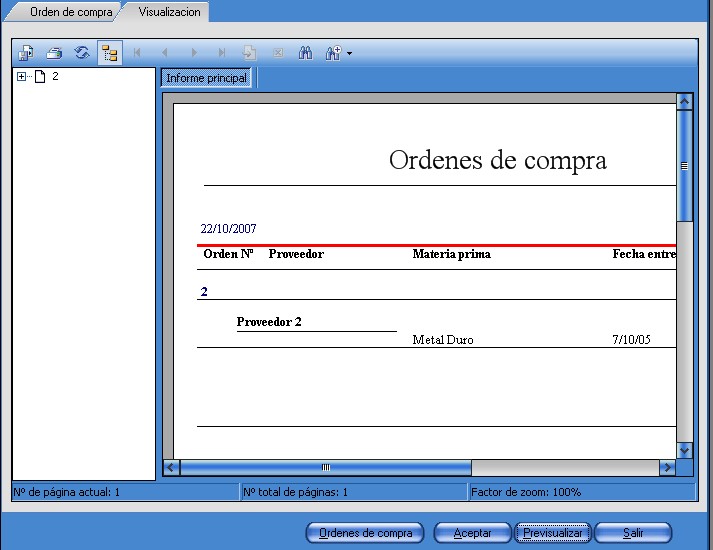 Orden de compra Visualizacion
2
Informe principal
Ordenes de compra
22/10/2007
Orden Nº Proveedor Materia prima Fecha entre
2
Proveedor 2
Metal Duro 7/10/05
Nº de página actual: 1 Nº total de páginas: 1 Factor de zoom: 100%
Ordenes de compra Aceptar Previsualizar Salir